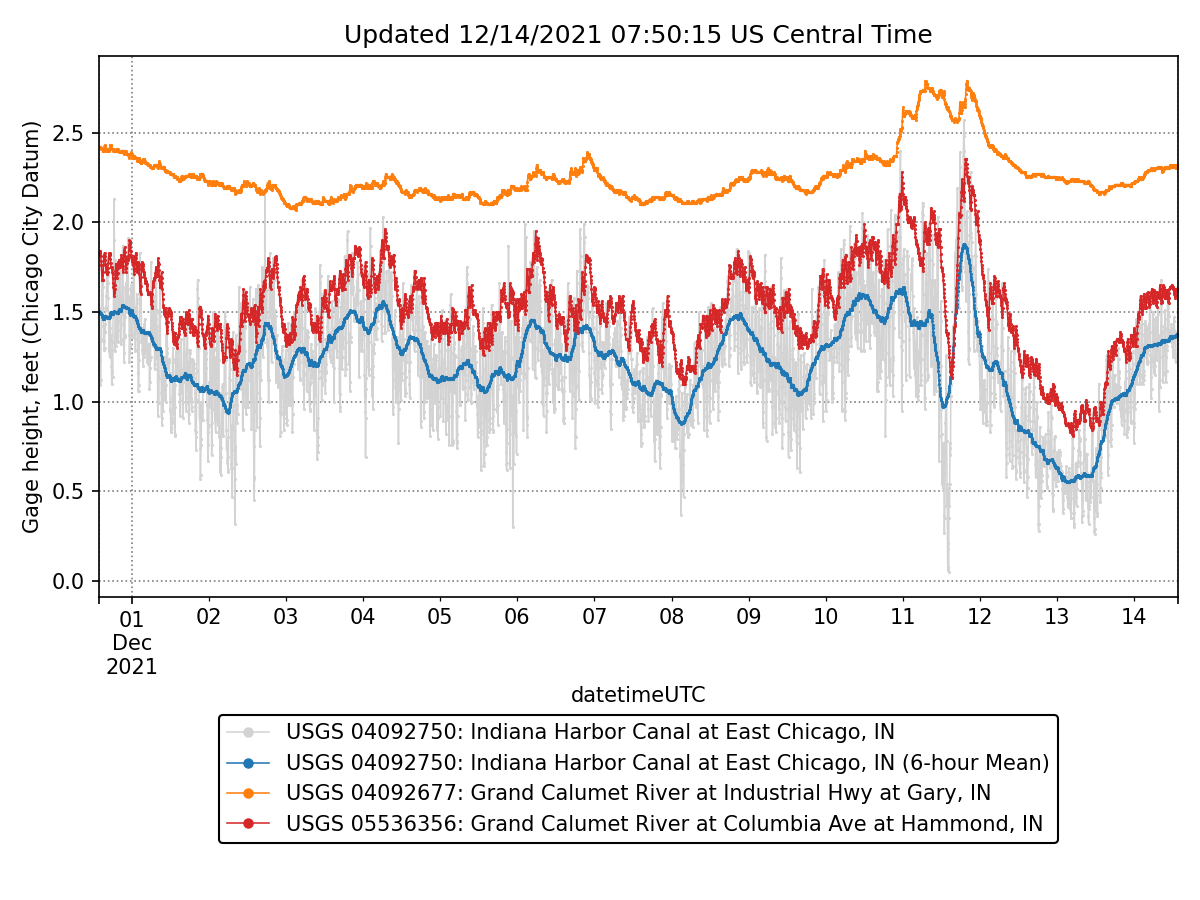 Updated 12/14/2021 07:50:15 US Central Time
Gage height, feet (Chicago City Datum)
2.5
2.0
1.5
1.0
0.5
0.0
01 02 03 04 05 06 07 08 09 10 11 12 13 14
Dec
2021
datetimeUTC
USGS 04092750: Indiana Harbor Canal at East Chicago, IN
USGS 04092750: Indiana Harbor Canal at East Chicago, IN (6-hour Mean)
USGS 04092677: Grand Calumet River at Industrial Hwy at Gary, IN
USGS 05536356: Grand Calumet River at Columbia Ave at Hammond, IN